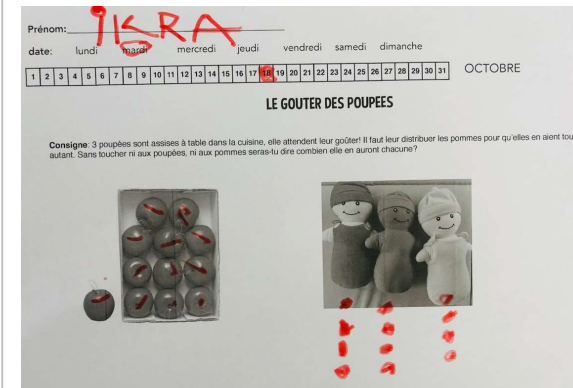 Prénom: IKRA
date: lundi mardi mercredi jeudi vendredi samedi dimanche
1 2 3 4 5 6 7 8 9 10 11 12 13 14 15 16 17 18 19 20 21 22 23 24 25 26 27 28 29 30 31 OCTOBRE
LE GOUTER DES POUPEES
Consigne: 3 poupées sont assises à table dans la cuisine, elle attendent leur goûter! Il faut leur distribuer les pommes pour qu'elles en aient tou
autant. Sans toucher ni aux poupées, ni aux pommes seras-tu dire combien elle en auront chacune?